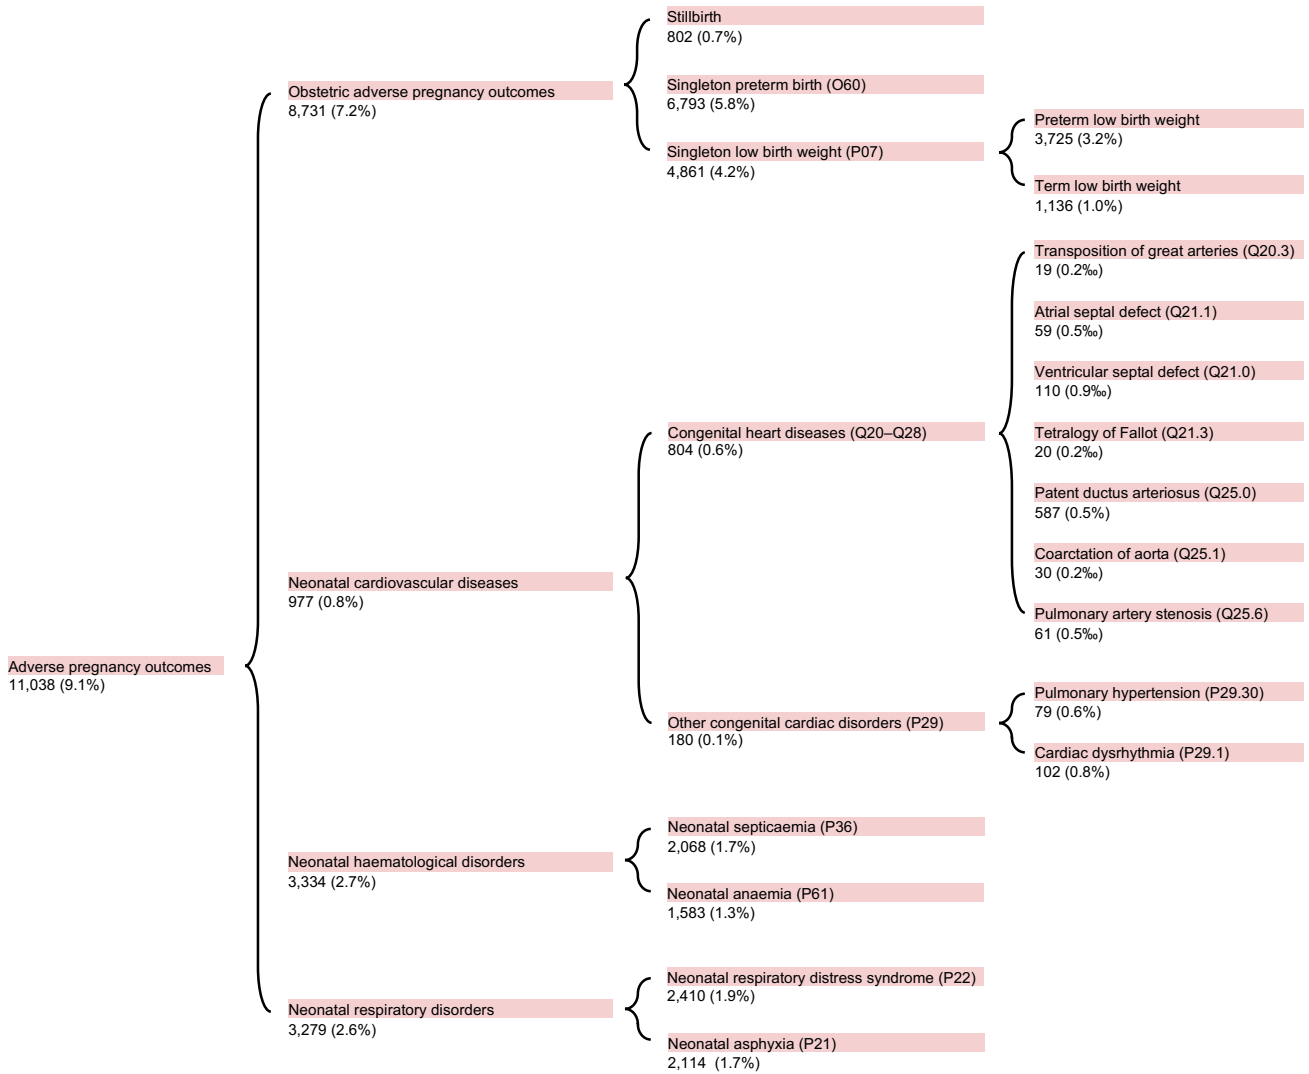 Adverse pregnancy outcomes
11,038 (9.1%)
Obstetric adverse pregnancy outcomes
8,731 (7.2%)
Stillbirth
802 (0.7%)
Singleton preterm birth (O60)
6,793 (5.8%)
Singleton low birth weight (P07)
4,861 (4.2%)
Preterm low birth weight
3,725 (3.2%)
Term low birth weight
1,136 (1.0%)
Neonatal cardiovascular diseases
977 (0.8%)
Congenital heart diseases (Q20–Q28)
804 (0.6%)
Transposition of great arteries (Q20.3)
19 (0.2‰)
Atrial septal defect (Q21.1)
59 (0.5‰)
Ventricular septal defect (Q21.0)
110 (0.9‰)
Tetralogy of Fallot (Q21.3)
20 (0.2‰)
Patent ductus arteriosus (Q25.0)
587 (0.5%)
Coarctation of aorta (Q25.1)
30 (0.2‰)
Pulmonary artery stenosis (Q25.6)
61 (0.5‰)
Other congenital cardiac disorders (P29)
180 (0.1%)
Pulmonary hypertension (P29.30)
79 (0.6%)
Cardiac dysrhythmia (P29.1)
102 (0.8%)
Neonatal haematological disorders
3,334 (2.7%)
Neonatal septicaemia (P36)
2,068 (1.7%)
Neonatal anaemia (P61)
1,583 (1.3%)
Neonatal respiratory disorders
3,279 (2.6%)
Neonatal respiratory distress syndrome (P22)
2,410 (1.9%)
Neonatal asphyxia (P21)
2,114 (1.7%)